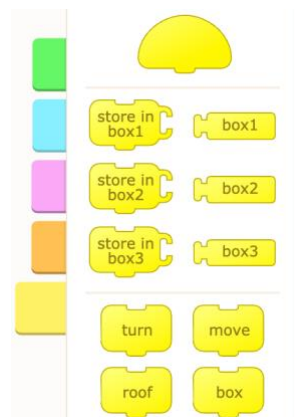 store in
box1
box1
store in
box2
box2
store in
box3
box3
turn
move
roof
box